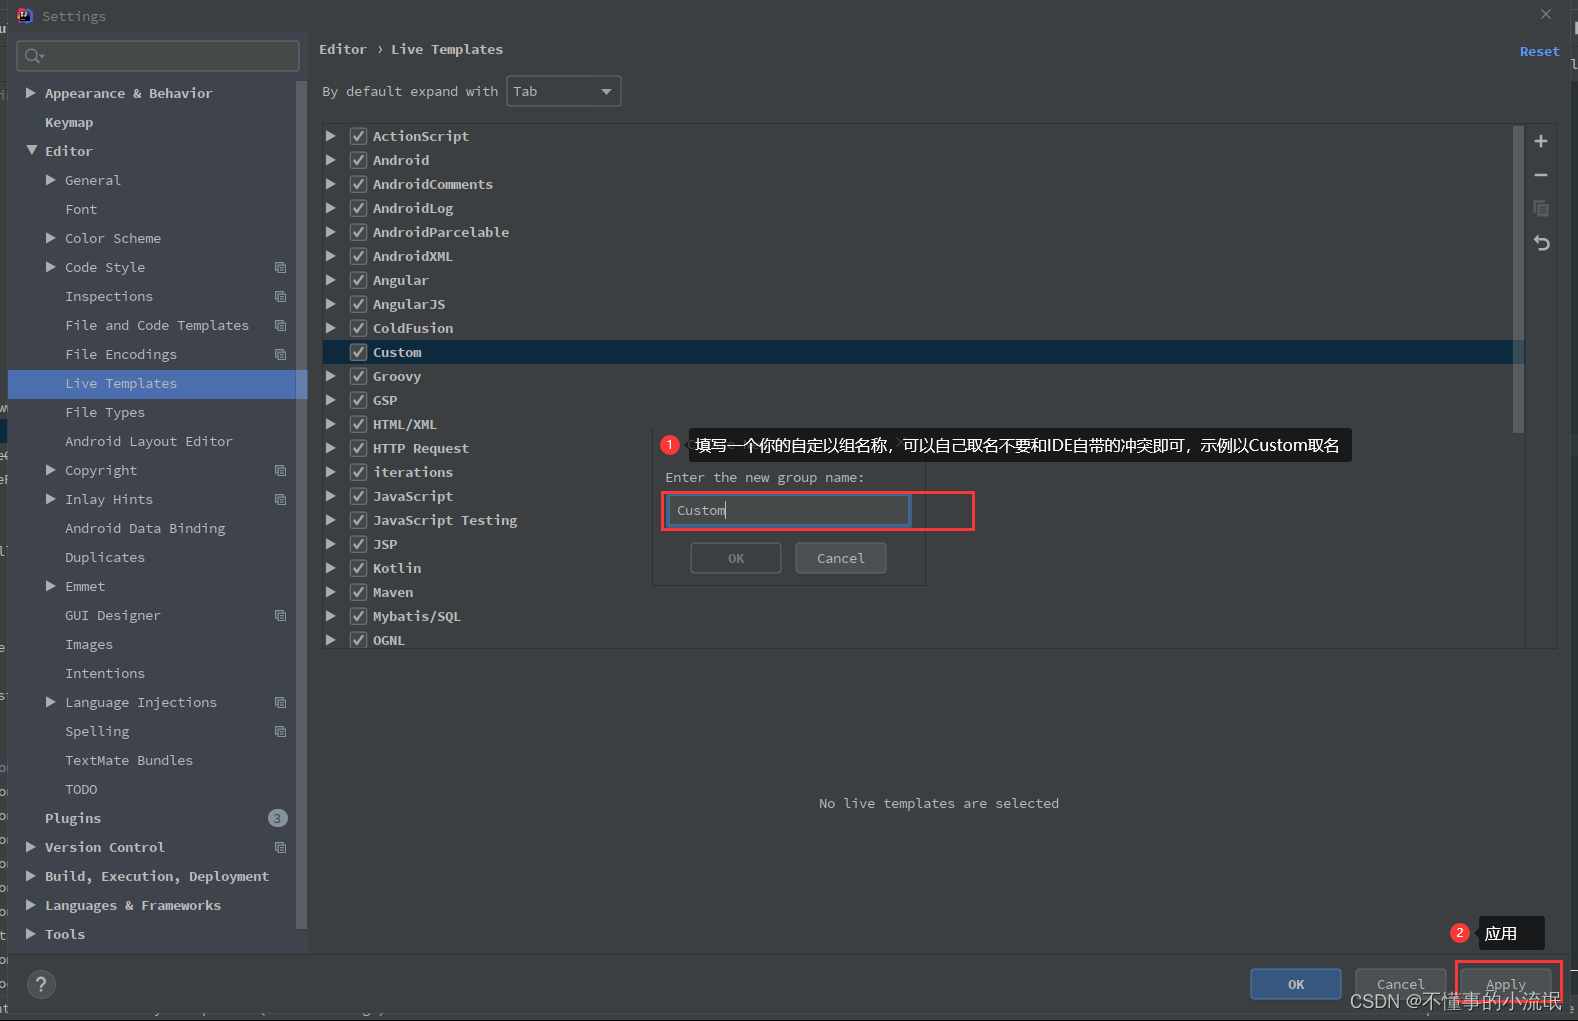 Settings
Editor › Live Templates
Reset
By default expand with Tab
Appearance & Behavior
Keymap
Editor
General
Font
Color Scheme
Code Style
Inspections
File and Code Templates
File Encodings
Live Templates
File Types
Android Layout Editor
Copyright
Inlay Hints
Android Data Binding
Duplicates
Emmet
GUI Designer
Images
Intentions
Language Injections
Spelling
TextMate Bundles
TODO
Plugins 3
Version Control
Build, Execution, Deployment
Languages & Frameworks
Tools
ActionScript
Android
AndroidComments
AndroidLog
AndroidParcelable
AndroidXML
Angular
AngularJS
ColdFusion
Custom
Groovy
GSP
HTML/XML
HTTP Request
iterations
JavaScript
JavaScript Testing
JSP
Kotlin
Maven
Mybatis/SQL
OGNL
1 填写一个你的自定以组名称，可以自己取名不要和IDE自带的冲突即可，示例以Custom取名
Enter the new group name:
Custom
OK Cancel
No live templates are selected
2 应用
? OK Cancel Apply
CSDN @不懂事的小流氓